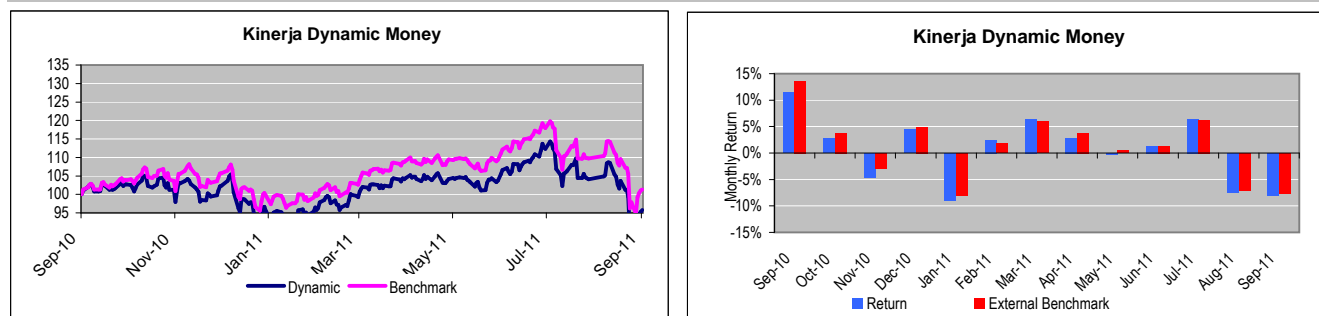 Kinerja Dynamic Money
135
130
125
120
115
110
105
100
95
Sep-10
Nov-10
Jan-11
Mar-11
May-11
Jul-11
Sep-11
Dynamic
Benchmark
Kinerja Dynamic Money
Monthly Return
15%
10%
5%
0%
-5%
-10%
-15%
Sep-10
Oct-10
Nov-10
Dec-10
Jan-11
Feb-11
Mar-11
Apr-11
May-11
Jun-11
Jul-11
Aug-11
Sep-11
Return
External Benchmark